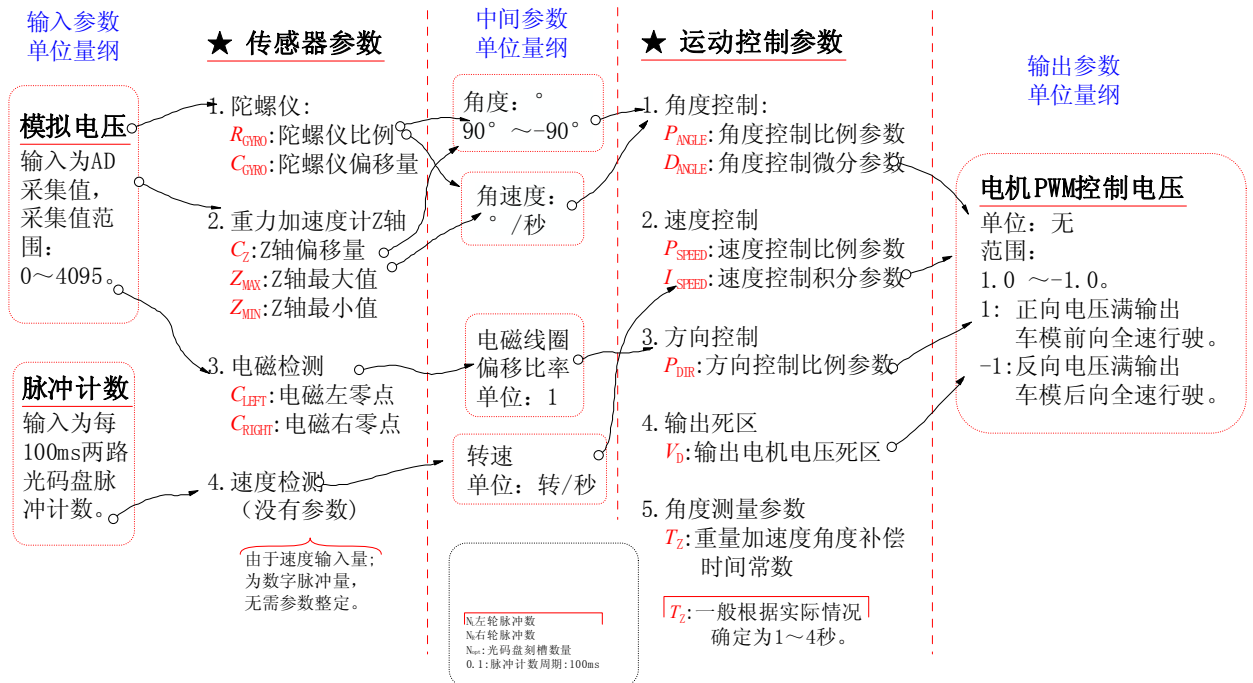 输入参数
单位量纲
模拟电压
输入为AD
采集值，
采集值范
围：
0～4095。
脉冲计数
输入为每
100ms两路
光码盘脉
冲计数。
★ 传感器参数
1.陀螺仪:
R_GYRO:陀螺仪比例
C_GYRO:陀螺仪偏移量
2.重力加速度计Z轴
C_Z:Z轴偏移量
Z_MAX:Z轴最大值
Z_MIN:Z轴最小值
3.电磁检测
C_LEFT:电磁左零点
C_RIGHT:电磁右零点
4.速度检测
（没有参数)
由于速度输入量;
为数字脉冲量，
无需参数整定。
中间参数
单位量纲
角度：°
90° ～-90°
角速度：
° /秒
电磁线圈
偏移比率
单位：1
转速
单位：转/秒
N_L左轮脉冲数
N_R右轮脉冲数
:光码盘刻槽数量
0.1:脉冲计数周期:100ms
★ 运动控制参数
1.角度控制:
P_ANGLE:角度控制比例参数
D_ANGLE:角度控制微分参数
2.速度控制
P_SPEED:速度控制比例参数
I_SPEED:速度控制积分参数
3.方向控制
P_DIR:方向控制比例参数
4.输出死区
V_D:输出电机电压死区
5.角度测量参数
T_Z:重量加速度角度补偿
时间常数
T_Z:一般根据实际情况
确定为1～4秒。
输出参数
单位量纲
电机PWM控制电压
单位：无
范围：
1.0 ～-1.0。
1: 正向电压满输出
车模前向全速行驶。
-1:反向电压满输出
车模后向全速行驶。